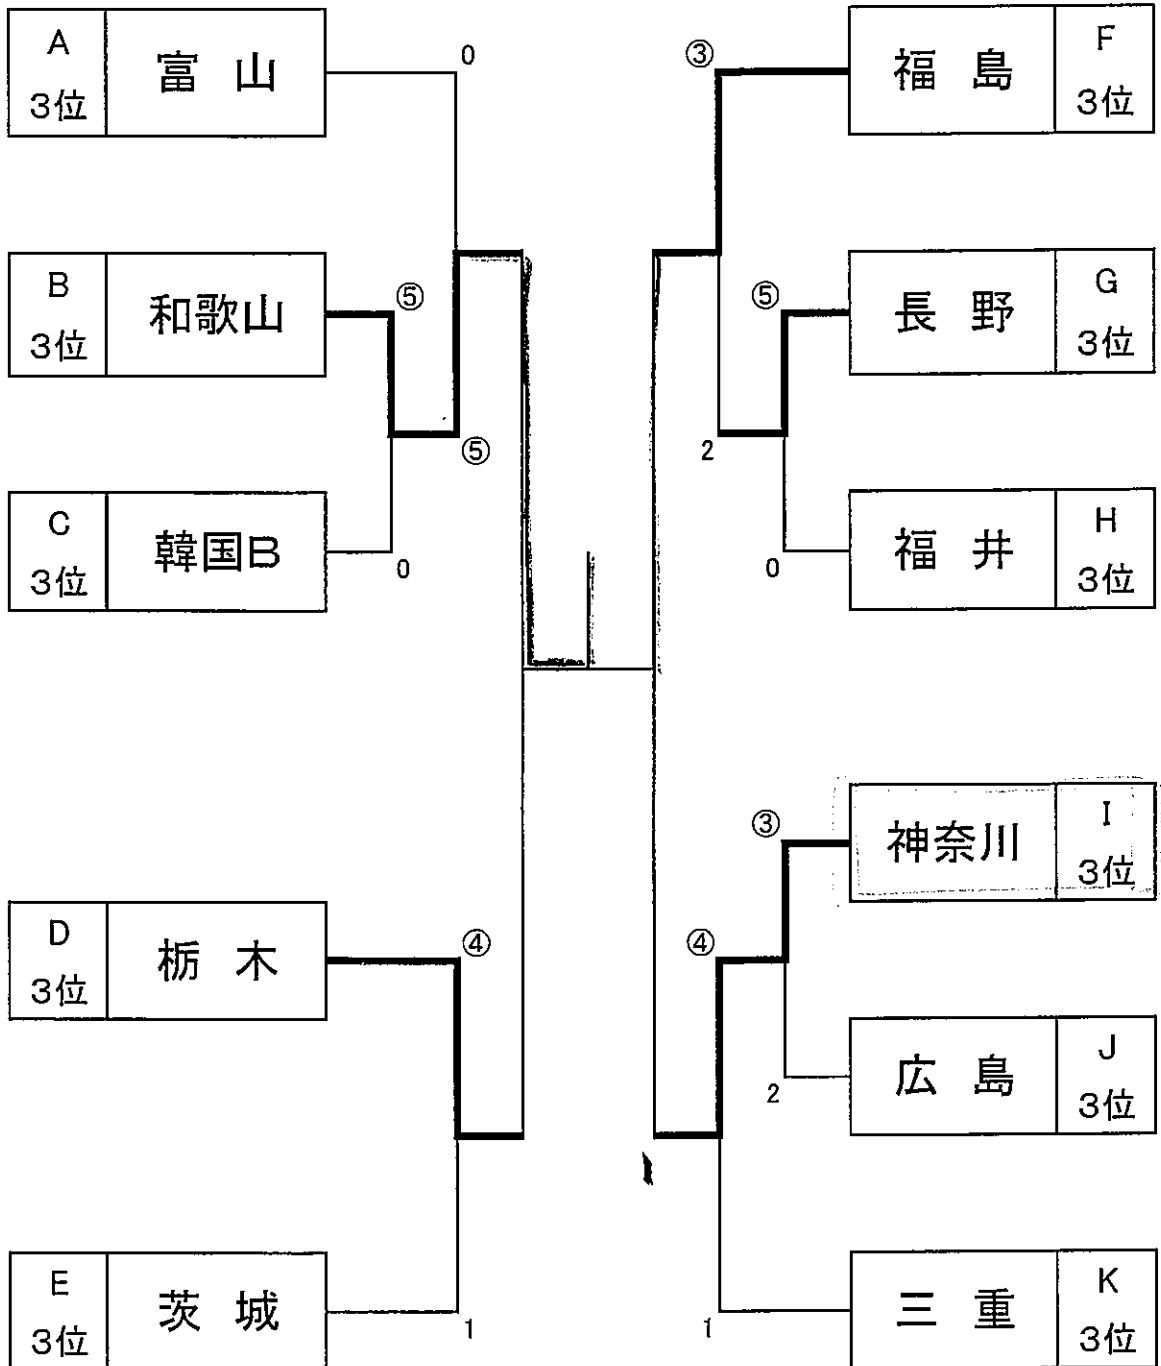 A
3位
富 山
0
B
3位
和歌山
⑤
⑤
C
3位
韓国B
0
D
3位
栃 木
④
E
3位
茨 城
1
③
福 島
F
3位
⑤
長 野
G
3位
2
福 井
H
3位
0
③
神奈川
I
3位
④
広 島
J
3位
2
三 重
K
3位
1